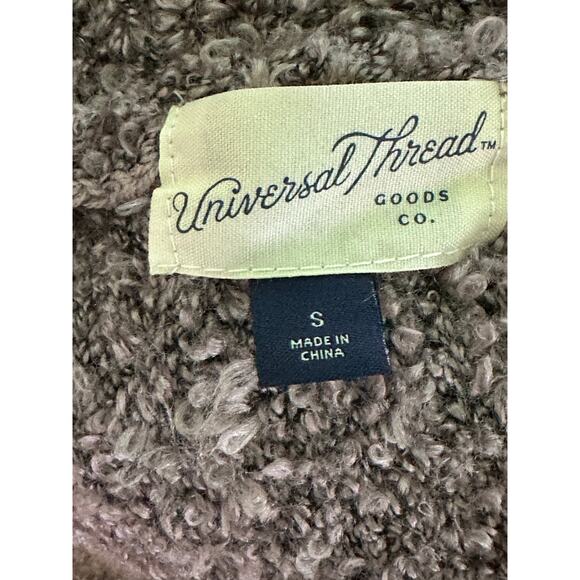 Universal Thread™
GOODS
CO.
S
MADE IN
CHINA